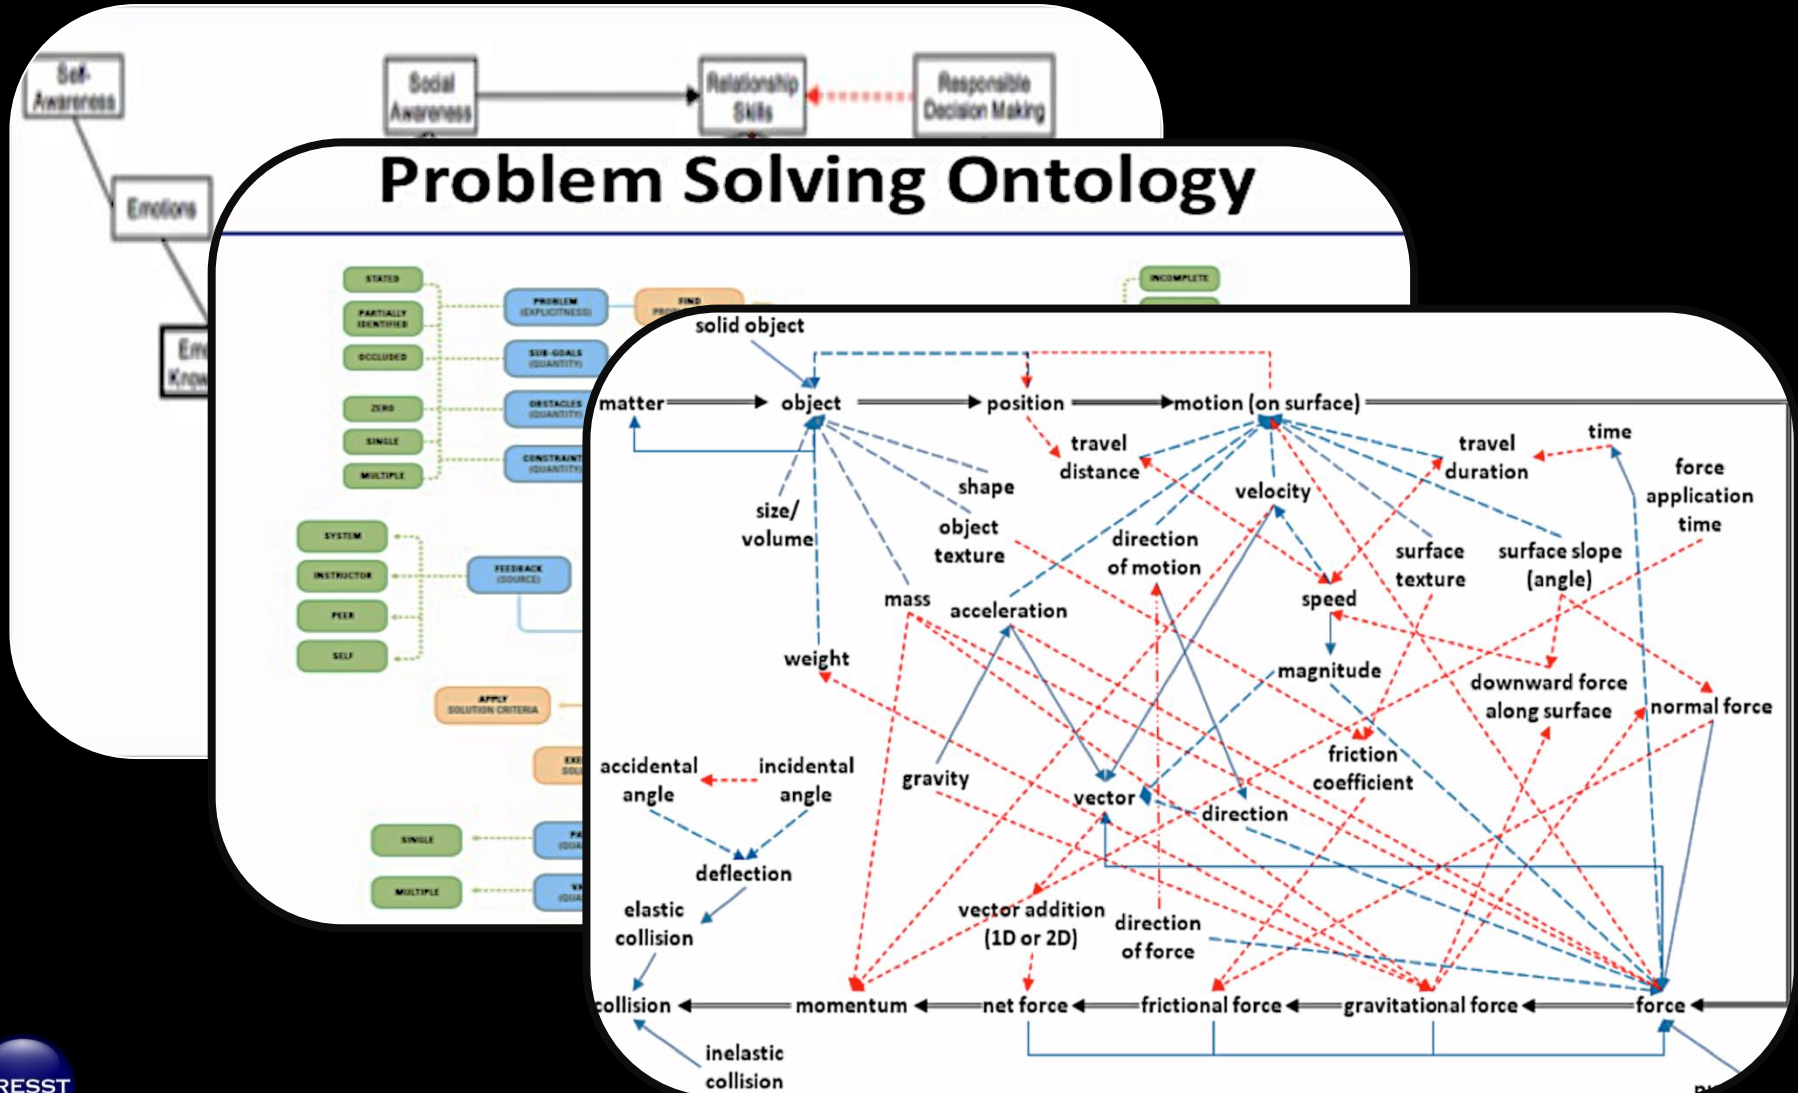 Self-
Awareness
Social
Awareness
Relationship
Skills
Responsible
Decision Making
Emotions
Know
Problem Solving Ontology
STATED
PARTIALLY
IDENTIFIED
OCCLUDED
ZERO
SINGLE
MULTIPLE
PROBLEM
(EXPLICITNESS)
FIND
SUB-GOALS
(QUANTITY)
OBSTACLES
(QUANTITY)
CONSTRAINT
(QUANTITY)
INCOMPLETE
SYSTEM
INSTRUCTOR
PEER
SELF
FEEDBACK
(SOURCE)
APPLY
SOLUTION CRITERIA
SINGLE
MULTIPLE
solid object
matter
object
position
motion (on surface)
travel
distance
travel
duration
time
force
application
time
shape
size/
volume
object
texture
velocity
direction
of motion
surface
texture
surface slope
(angle)
mass
acceleration
speed
weight
magnitude
downward force
along surface
normal force
accidental
angle
incidental
angle
gravity
vector
direction
friction
coefficient
deflection
elastic
collision
vector addition
(1D or 2D)
direction
of force
collision
momentum
net force
frictional force
gravitational force
force
inelastic
collision
RESST